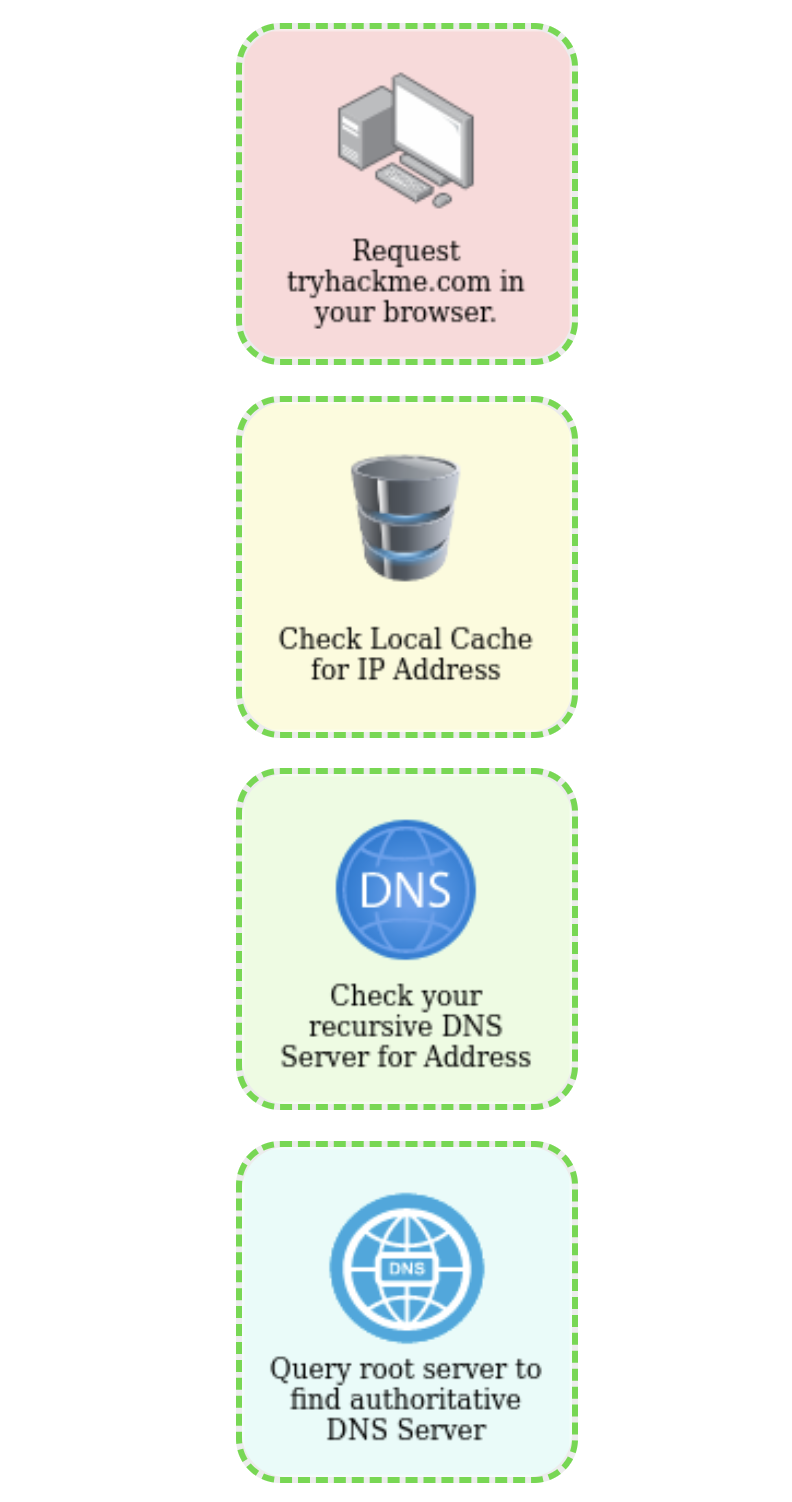 Request
tryhackme.com in
your browser.
Check Local Cache
for IP Address
DNS
Check your
recursive DNS
Server for Address
DNS
Query root server to
find authoritative
DNS Server